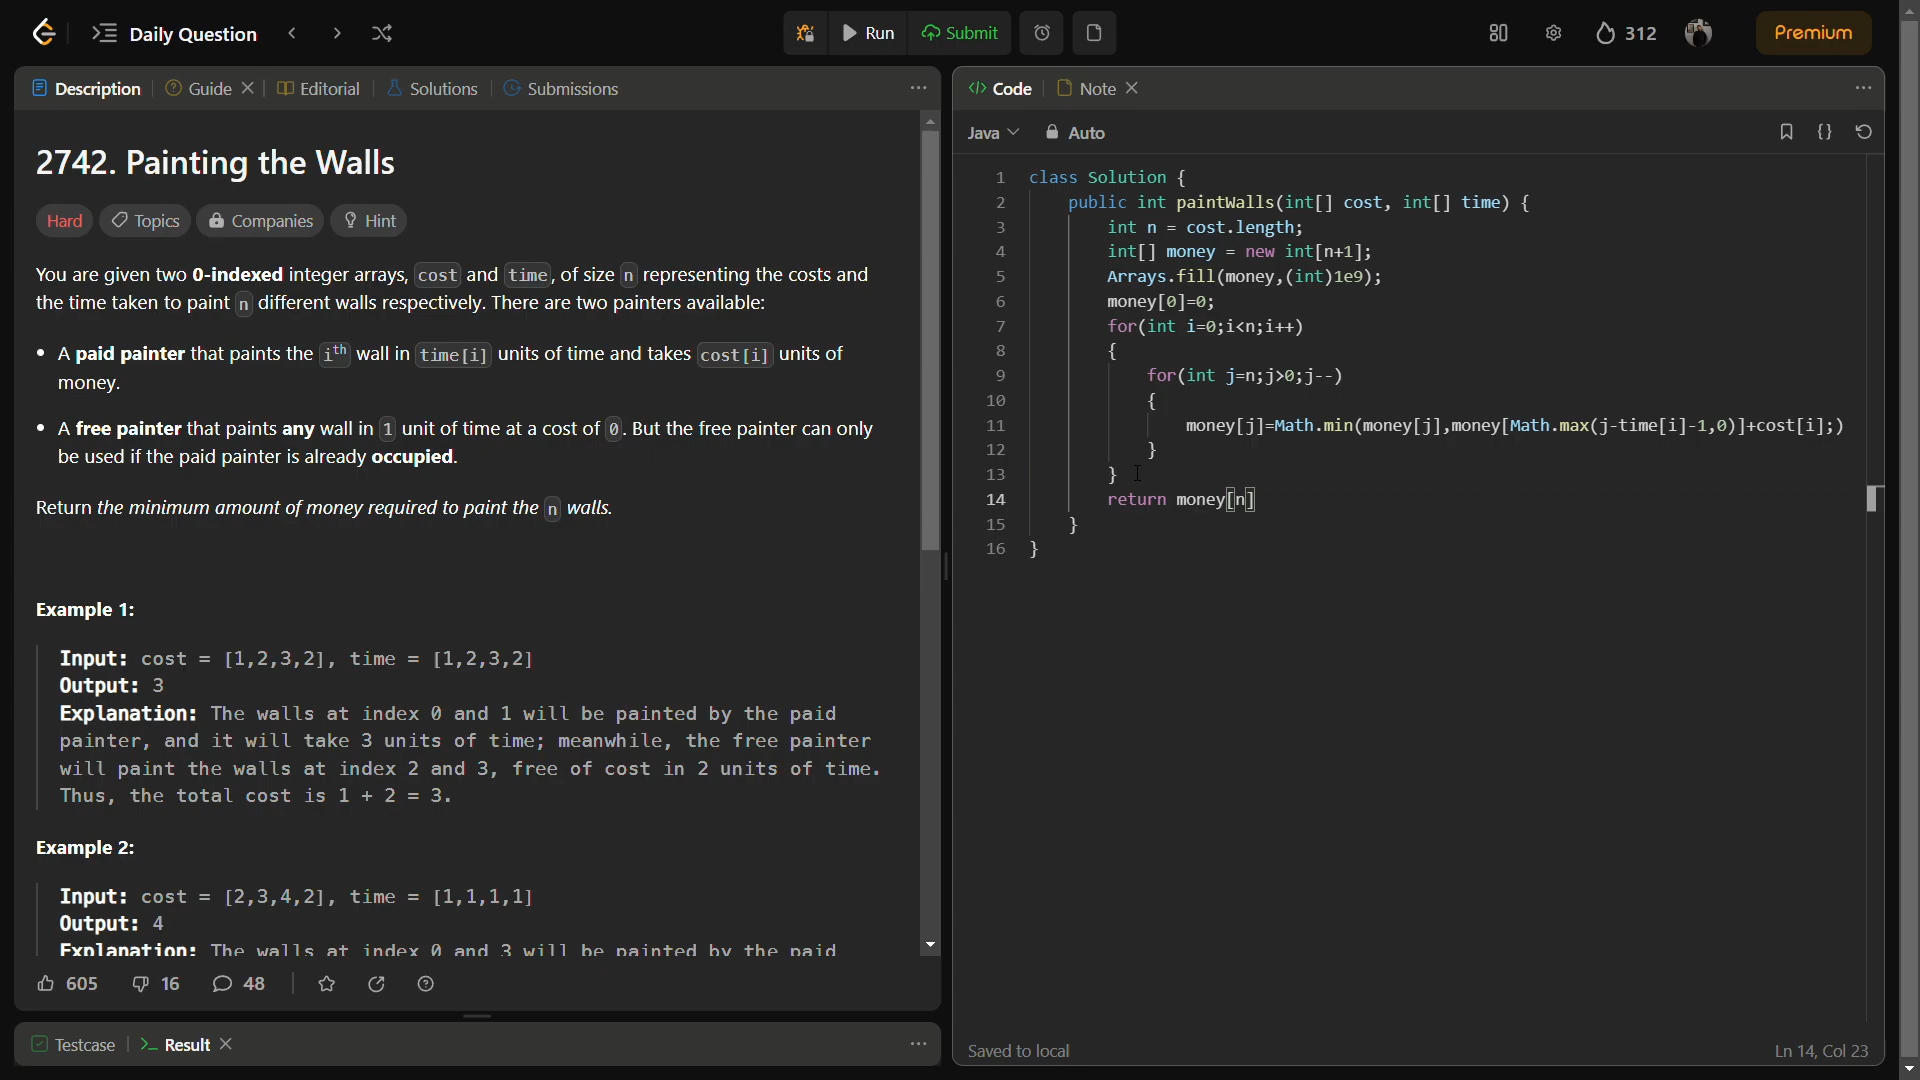 Daily Question
Run
Submit
312
Premium
Description
Guide
Editorial
Solutions
Submissions
2742. Painting the Walls
Hard
Topics
Companies
Hint
You are given two 0-indexed integer arrays, cost and time, of size n representing the costs and
the time taken to paint n different walls respectively. There are two painters available:
• A paid painter that paints the ith wall in time[i] units of time and takes cost[i] units of
money.
• A free painter that paints any wall in 1 unit of time at a cost of 0. But the free painter can only
be used if the paid painter is already occupied.
Return the minimum amount of money required to paint the n walls.
Example 1:
Input: cost = [1,2,3,2], time = [1,2,3,2]
Output: 3
Explanation: The walls at index 0 and 1 will be painted by the paid
painter, and it will take 3 units of time; meanwhile, the free painter
will paint the walls at index 2 and 3, free of cost in 2 units of time.
Thus, the total cost is 1 + 2 = 3.
Example 2:
Input: cost = [2,3,4,2], time = [1,1,1,1]
Output: 4
Explanation: The walls at index 0 and 3 will be painted by the paid
605
16
48
Testcase
Result
Code
Note
Java
Auto
1 class Solution {
2 public int paintWalls(int[] cost, int[] time) {
3 int n = cost.length;
4 int[] money = new int[n+1];
5 Arrays.fill(money,(int)1e9);
6 money[0]=0;
7 for(int i=0;i<n;i++)
8 {
9 for(int j=n;j>0;j--)
10 {
11 money[j]=Math.min(money[j],money[Math.max(j-time[i]-1,0)]+cost[i];)
12 }
13 }
14 return money[n]
15 }
16 }
Saved to local
Ln 14, Col 23